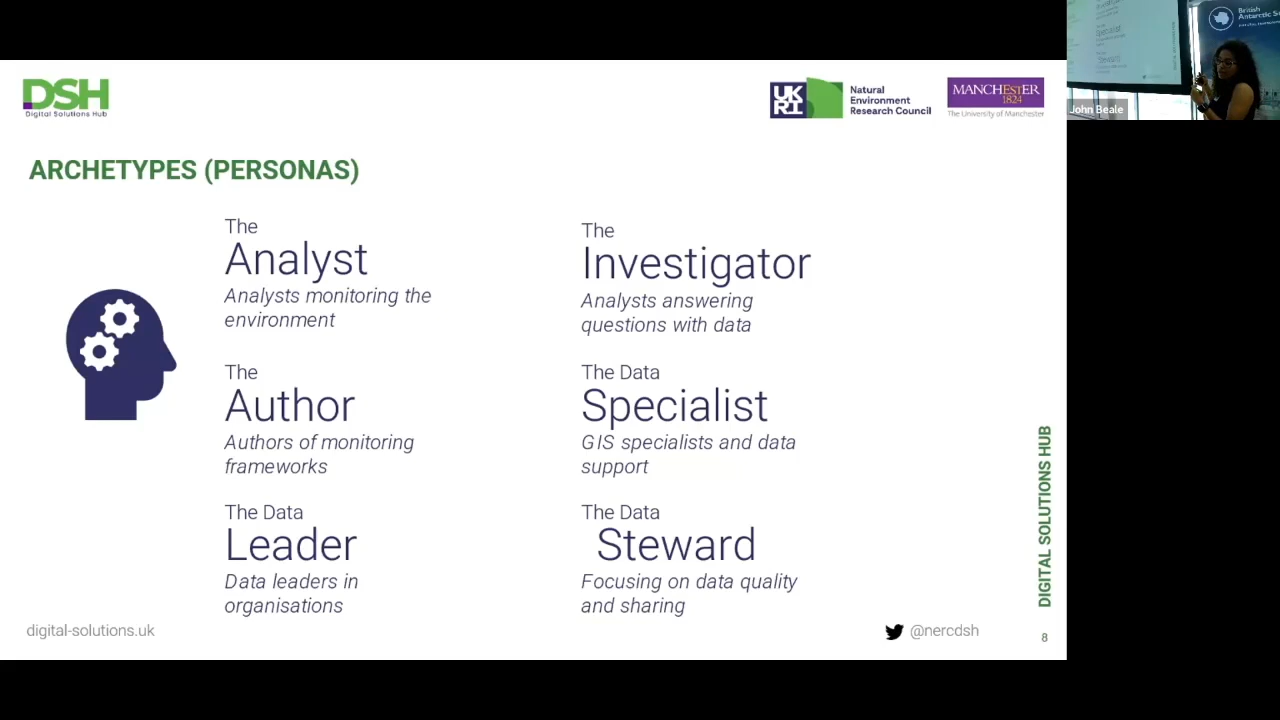 DSH
Digital Solutions Hub
UK
RI
Natural
Environment
Research Council
MANCHESTER
1824
The University of Manchester
British
John Beale
ARCHETYPES (PERSONAS)
The
Analyst
Analysts monitoring the
environment
The
Investigator
Analysts answering
questions with data
The
Author
Authors of monitoring
frameworks
The Data
Specialist
GIS specialists and data
support
The Data
Leader
Data leaders in
organisations
The Data
Steward
Focusing on data quality
and sharing
DIGITAL SOLUTIONS HUB
digital-solutions.uk
@nercdsh
8